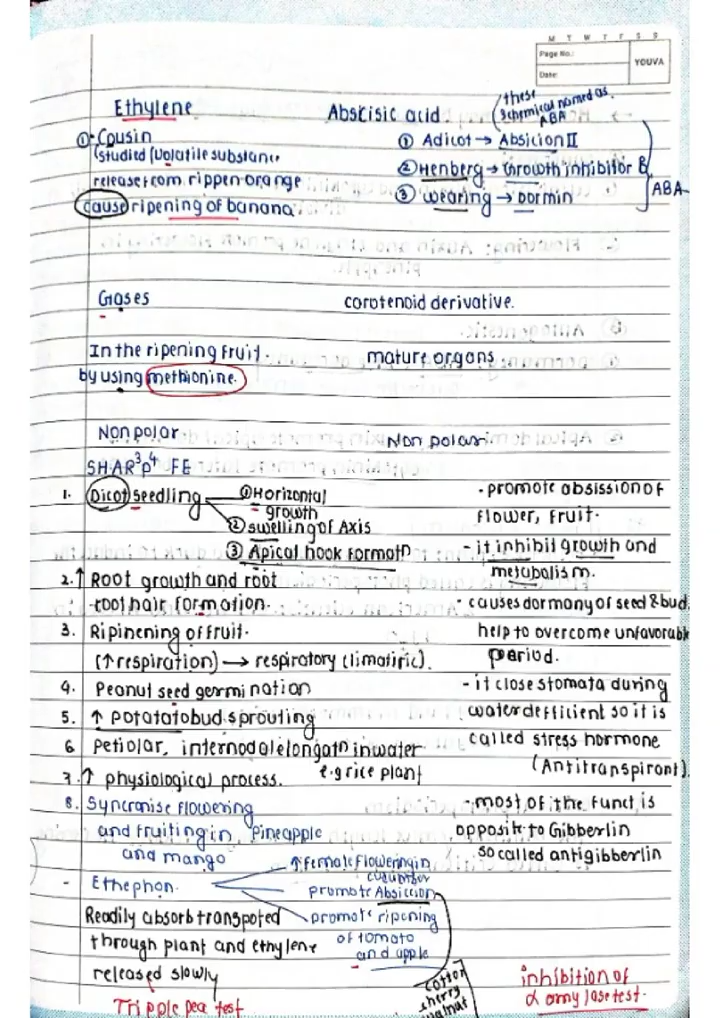 M T W T F S S
Page No.:
Date:
YOUVA
Ethylene
① Cousin
(studied (volatile substanc
releaset com. rippen orange
cause ripening of banana
Gases
In the ripening fruit.
by using methionine.
Non polar
SHAR³P⁴ FE
1. Dicot seedling
① Horizontal growth
② swelling of Axis
③ Apical hook formatⁿ
2. ↑ Root growth and root
root hair formation.
3. Ripinening of fruit.
(↑ respiration) → respiratory climatiric).
4. Peanut seed germination
5. ↑ potatato bud sprouting
6 Petiolar, internodal elongatⁿ in water
e.g rice plant
7. ↑ physiological process.
8. Syncronise flowering
and fruiting in Pineapple
and mango
- Ethephon.
↑ female flowering in
cucumber
promote Absission
promote ripening
of tomato
and apple
cotton
cherry
walnut
Readily absorb transpoted
through plant and ethylene
released slowly
Tripple pea test
Abscisic acid
(these
3 chemical named as
ABA
① Adicot → Absicion II
② Henberg → Growth inhibitor B
③ wearing → Dormin
ABA
corotenoid derivative.
mature organs.
Non polar
- promote absission of
flower, fruit.
- it inhibit growth and
metabolism.
- causes dormany of seed & bud
help to overcome unfavorable
period.
- it close stomata during
water defficient so it is
called stress hormone
(Antitranspirant).
- most of the funct is
opposite to Gibberlin
so called antigibberlin
inhibition of
α amylase test.